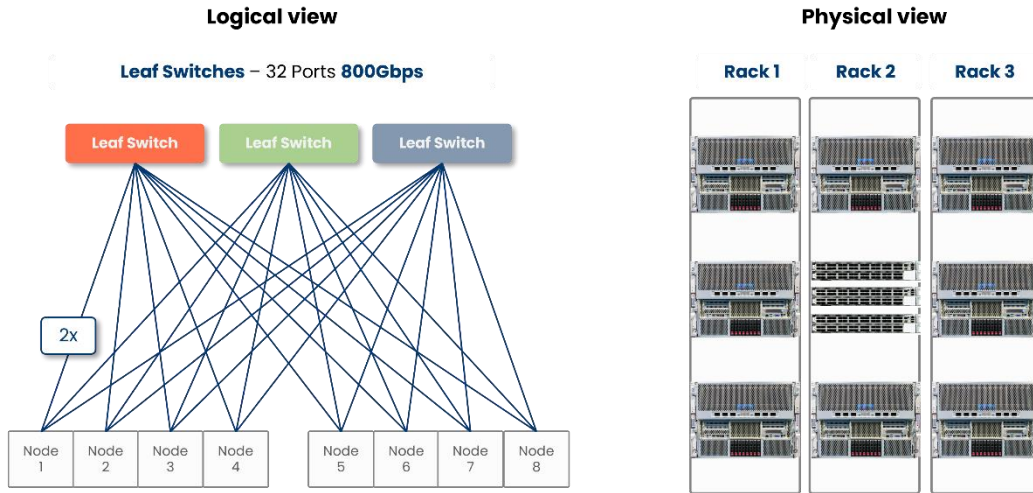 Logical view
Physical view
Leaf Switches – 32 Ports 800Gbps
Rack 1
Rack 2
Rack 3
Leaf Switch
Leaf Switch
Leaf Switch
2x
Node
1
Node
2
Node
3
Node
4
Node
5
Node
6
Node
7
Node
8